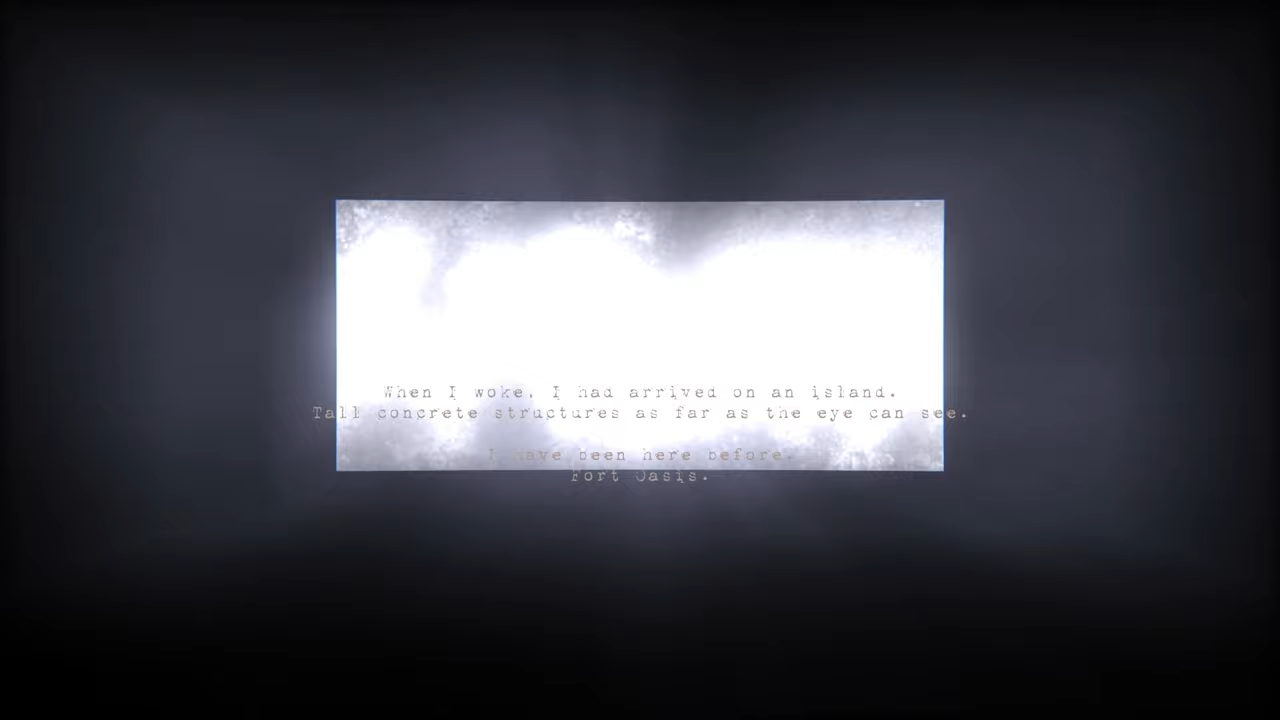 When I woke, I had arrived on an island.
Tall concrete structures as far as the eye can see.
I have been here before.
Fort Oasis.